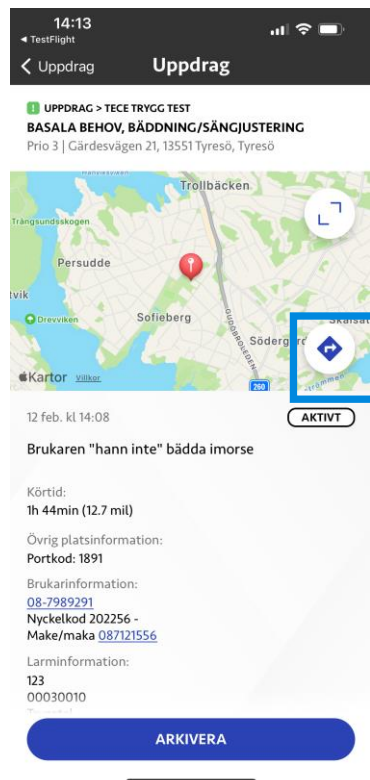 14:13
◄ TestFlight
Uppdrag
Uppdrag
UPPDRAG > TECE TRYGG TEST
BASALA BEHOV, BÄDDNING/SÄNGJUSTERING
Prio 3 | Gärdesvägen 21, 13551 Tyresö, Tyresö
Trollbäcken
Trångsundsskogen
Persudde
tvik
Drevviken
Sofieberg
GUDÖBROLEDEN
Skälsät
Kartor Villkor
260
12 feb. kl 14:08
AKTIVT
Brukaren "hann inte" bädda imorse
Körtid:
1h 44min (12.7 mil)
Övrig platsinformation:
Portkod: 1891
Brukarinformation:
08-7989291
Nyckelkod 202256 -
Make/maka 087121556
Larminformation:
123
00030010
ARKIVERA